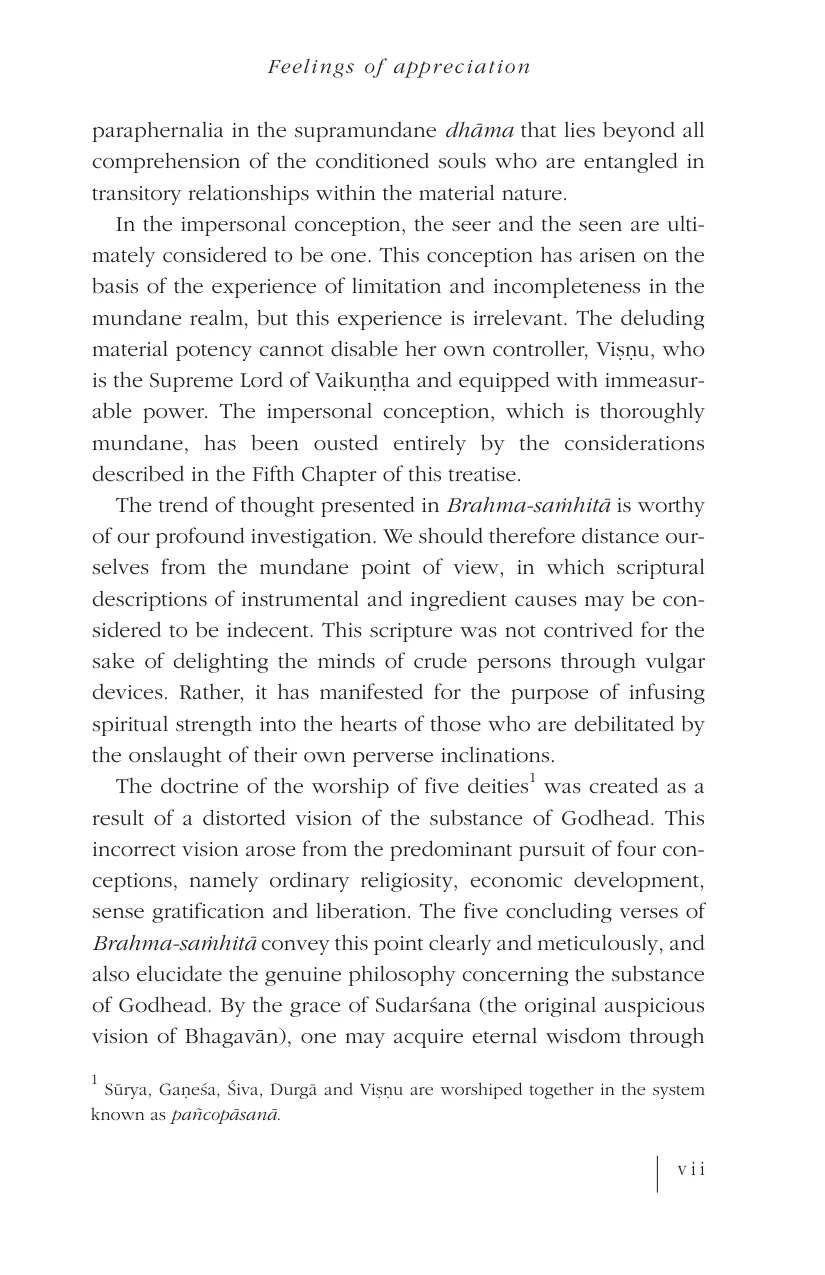 Feelings of appreciation
paraphernalia in the supramundane dhāma that lies beyond all
comprehension of the conditioned souls who are entangled in
transitory relationships within the material nature.
In the impersonal conception, the seer and the seen are ulti-
mately considered to be one. This conception has arisen on the
basis of the experience of limitation and incompleteness in the
mundane realm, but this experience is irrelevant. The deluding
material potency cannot disable her own controller, Viṣṇu, who
is the Supreme Lord of Vaikuṇṭha and equipped with immeasur-
able power. The impersonal conception, which is thoroughly
mundane, has been ousted entirely by the considerations
described in the Fifth Chapter of this treatise.
The trend of thought presented in Brahma-saṁhitā is worthy
of our profound investigation. We should therefore distance our-
selves from the mundane point of view, in which scriptural
descriptions of instrumental and ingredient causes may be con-
sidered to be indecent. This scripture was not contrived for the
sake of delighting the minds of crude persons through vulgar
devices. Rather, it has manifested for the purpose of infusing
spiritual strength into the hearts of those who are debilitated by
the onslaught of their own perverse inclinations.
The doctrine of the worship of five deities1 was created as a
result of a distorted vision of the substance of Godhead. This
incorrect vision arose from the predominant pursuit of four con-
ceptions, namely ordinary religiosity, economic development,
sense gratification and liberation. The five concluding verses of
Brahma-saṁhitā convey this point clearly and meticulously, and
also elucidate the genuine philosophy concerning the substance
of Godhead. By the grace of Sudarśana (the original auspicious
vision of Bhagavān), one may acquire eternal wisdom through
1 Sūrya, Gaṇeśa, Śiva, Durgā and Viṣṇu are worshiped together in the system
known as pañcopāsanā.
vii